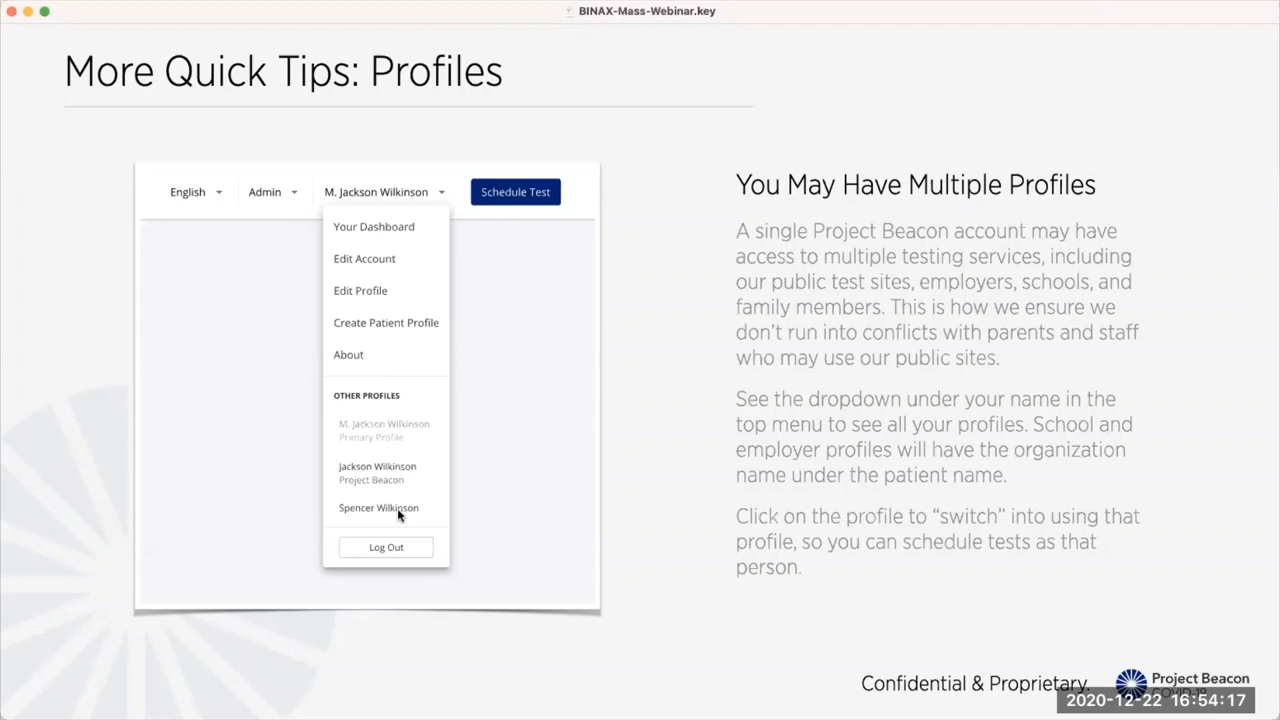 BINAX-Mass-Webinar.key
More Quick Tips: Profiles
English
Admin
M. Jackson Wilkinson
Schedule Test
Your Dashboard
Edit Account
Edit Profile
Create Patient Profile
About
OTHER PROFILES
M. Jackson Wilkinson
Primary Profile
Jackson Wilkinson
Project Beacon
Spencer Wilkinson
Log Out
You May Have Multiple Profiles
A single Project Beacon account may have
access to multiple testing services, including
our public test sites, employers, schools, and
family members. This is how we ensure we
don’t run into conflicts with parents and staff
who may use our public sites.
See the dropdown under your name in the
top menu to see all your profiles. School and
employer profiles will have the organization
name under the patient name.
Click on the profile to “switch” into using that
profile, so you can schedule tests as that
person.
Confidential & Proprietary.
Project Beacon
2020-12-22 16:54:17